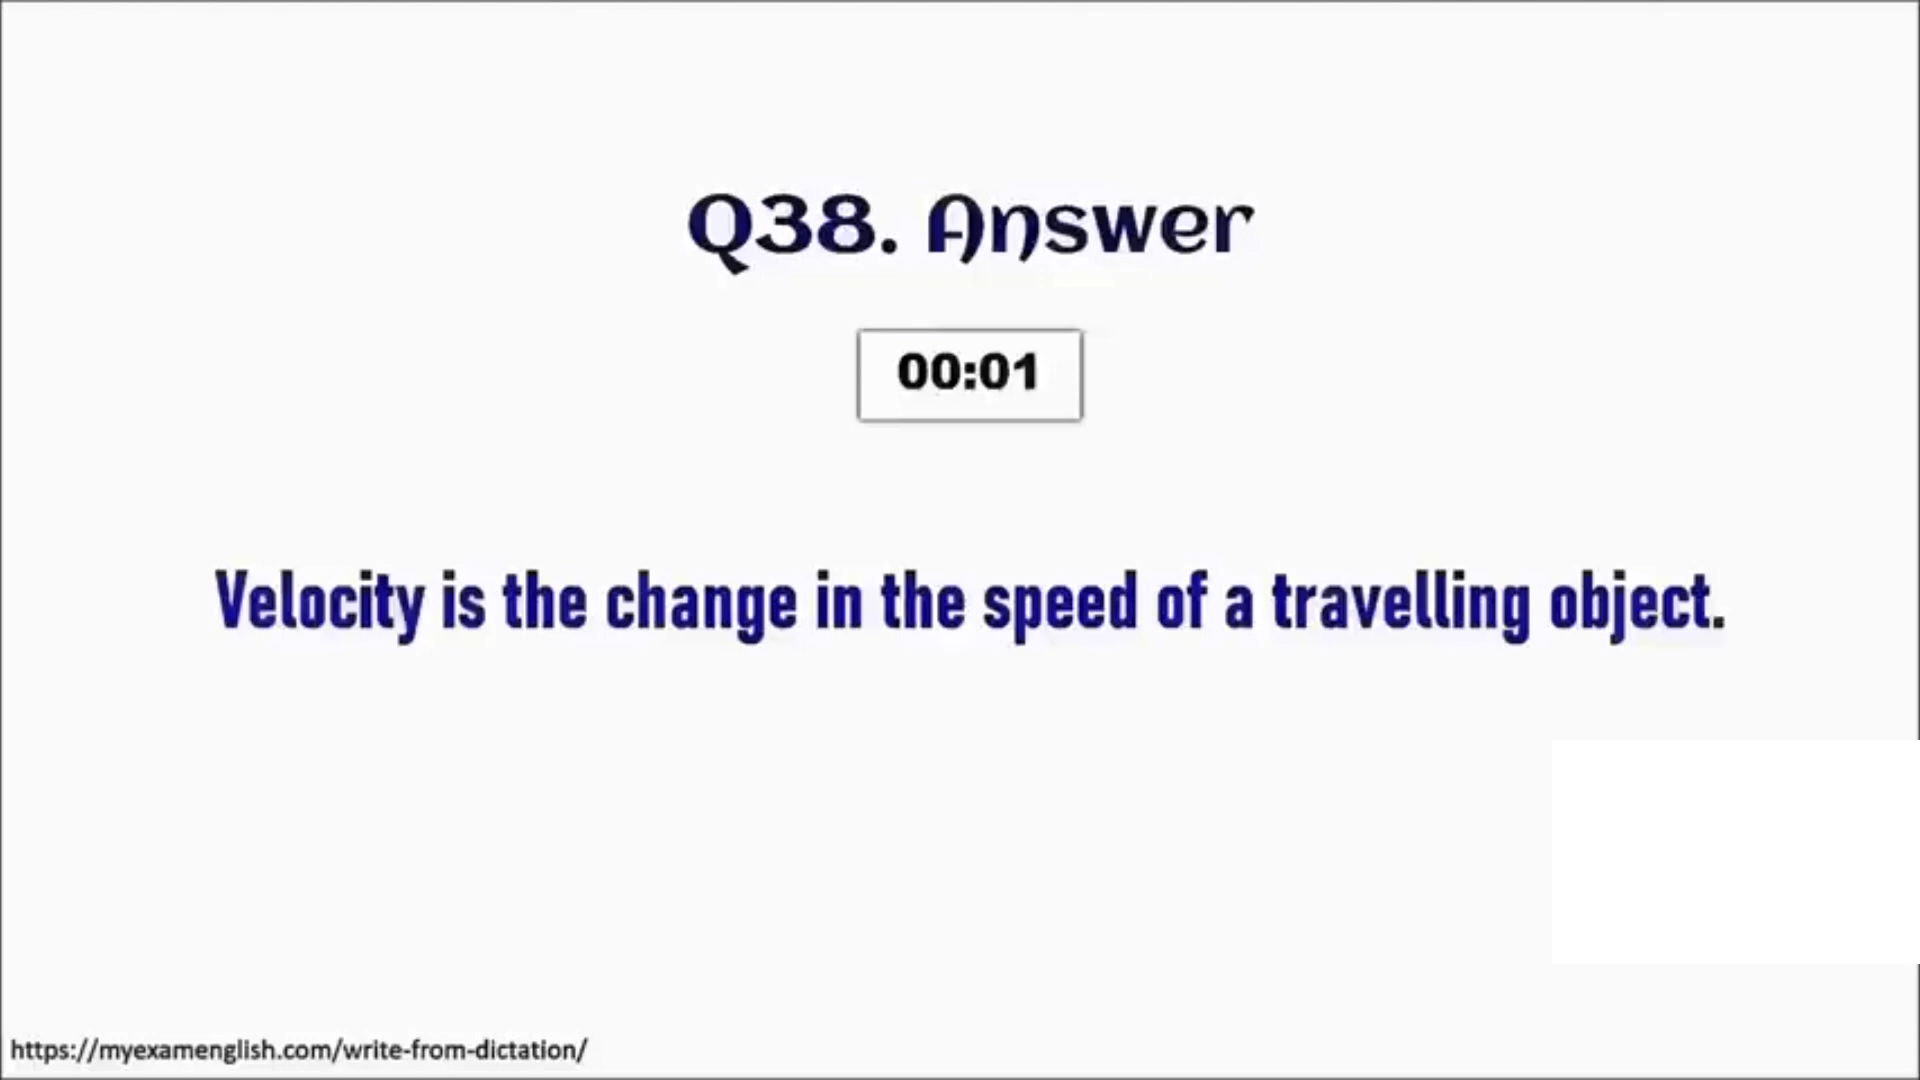 Q38. Answer
00:01
Velocity is the change in the speed of a travelling object.
https://myexamenglish.com/write-from-dictation/